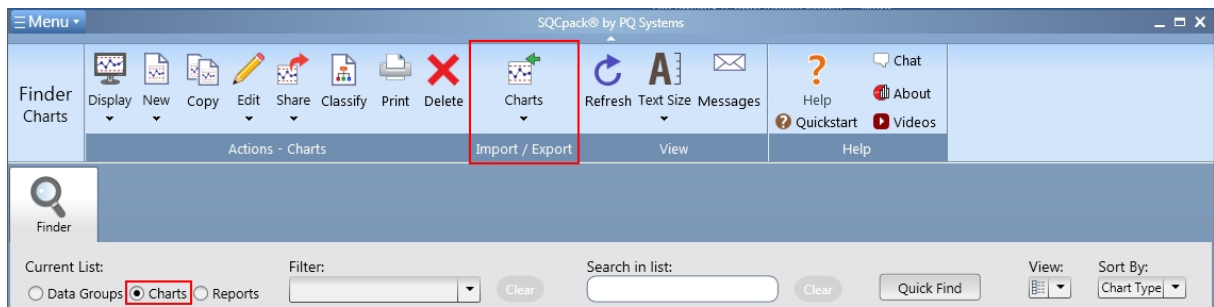 Menu
SQCpack® by PQ Systems
Finder
Charts
Display New Copy Edit Share Classify Print Delete
Actions - Charts
Charts
Import / Export
Refresh Text Size Messages
View
Help
Quickstart
Chat
About
Videos
Help
Finder
Current List:
Data Groups Charts Reports
Filter:
Clear
Search in list:
Clear
Quick Find
View:
Sort By:
Chart Type